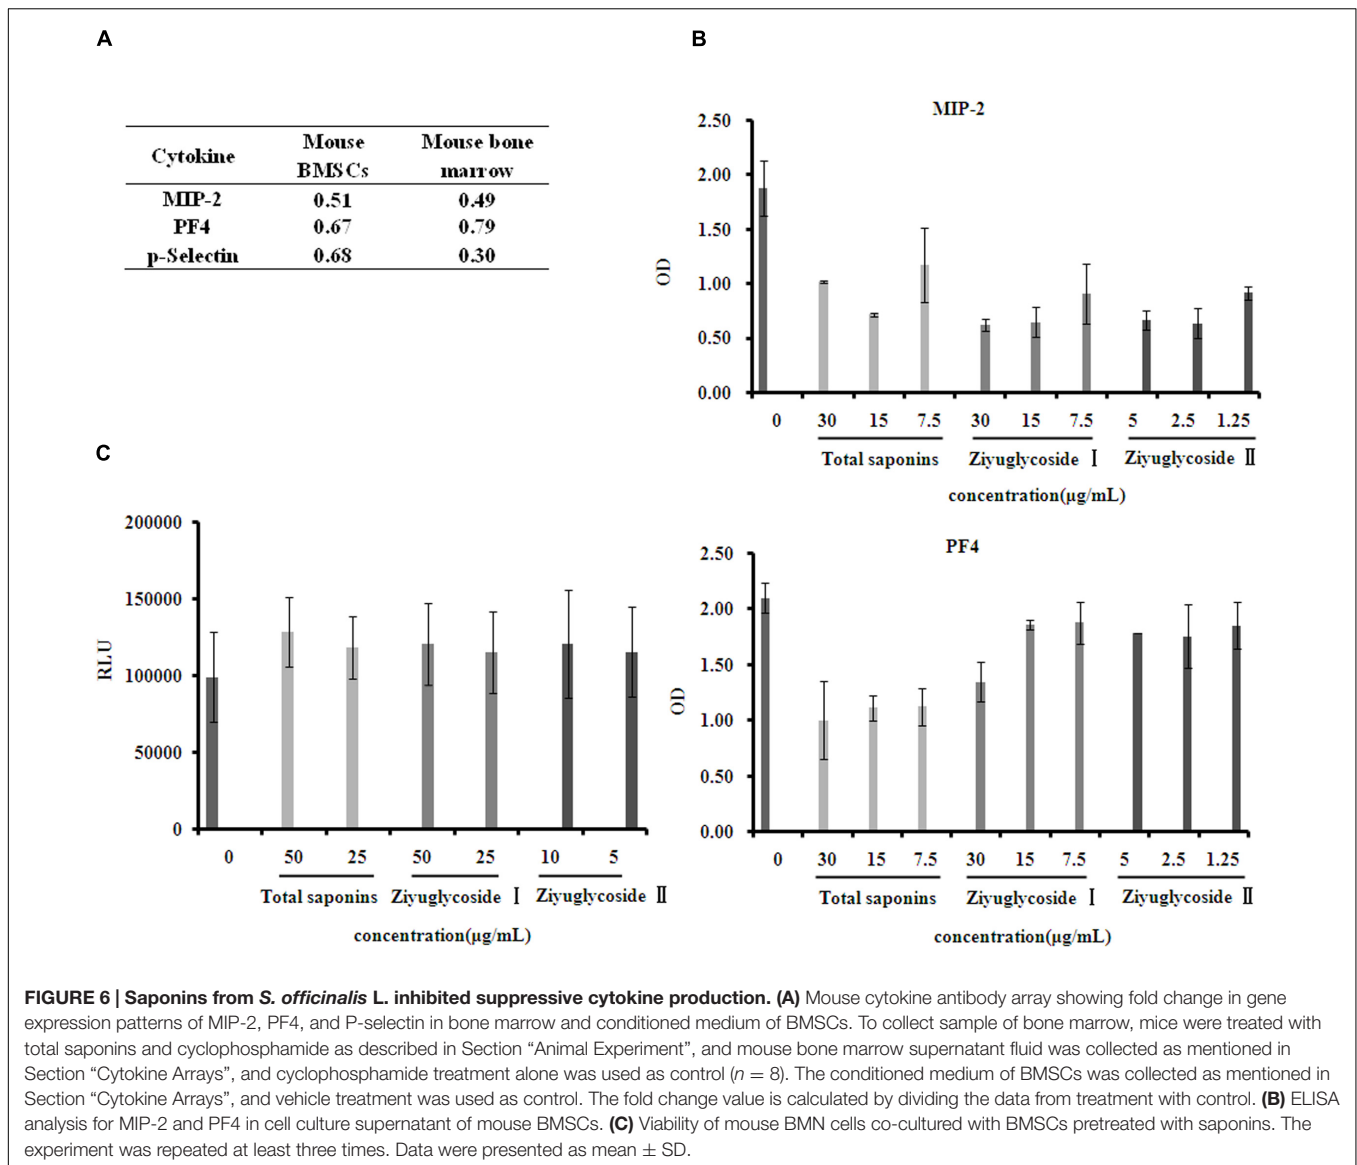 A
Cytokine Mouse BMSCs Mouse bone marrow
MIP-2 0.51 0.49
PF4 0.67 0.79
p-Selectin 0.68 0.30
B
MIP-2
2.50
2.00
1.50
1.00
0.50
0.00
OD
0 30 15 7.5 30 15 7.5 5 2.5 1.25
Total saponins Ziyuglycoside Ⅰ Ziyuglycoside Ⅱ
concentration(µg/mL)
PF4
2.50
2.00
1.50
1.00
0.50
0.00
OD
0 30 15 7.5 30 15 7.5 5 2.5 1.25
Total saponins Ziyuglycoside Ⅰ Ziyuglycoside Ⅱ
concentration(µg/mL)
C
200000
150000
100000
50000
0
RLU
0 50 25 50 25 10 5
Total saponins Ziyuglycoside Ⅰ Ziyuglycoside Ⅱ
concentration(µg/mL)
FIGURE 6 | Saponins from S. officinalis L. inhibited suppressive cytokine production. (A) Mouse cytokine antibody array showing fold change in gene
expression patterns of MIP-2, PF4, and P-selectin in bone marrow and conditioned medium of BMSCs. To collect sample of bone marrow, mice were treated with
total saponins and cyclophosphamide as described in Section “Animal Experiment”, and mouse bone marrow supernatant fluid was collected as mentioned in
Section “Cytokine Arrays”, and cyclophosphamide treatment alone was used as control (n = 8). The conditioned medium of BMSCs was collected as mentioned in
Section “Cytokine Arrays”, and vehicle treatment was used as control. The fold change value is calculated by dividing the data from treatment with control. (B) ELISA
analysis for MIP-2 and PF4 in cell culture supernatant of mouse BMSCs. (C) Viability of mouse BMN cells co-cultured with BMSCs pretreated with saponins. The
experiment was repeated at least three times. Data were presented as mean ± SD.